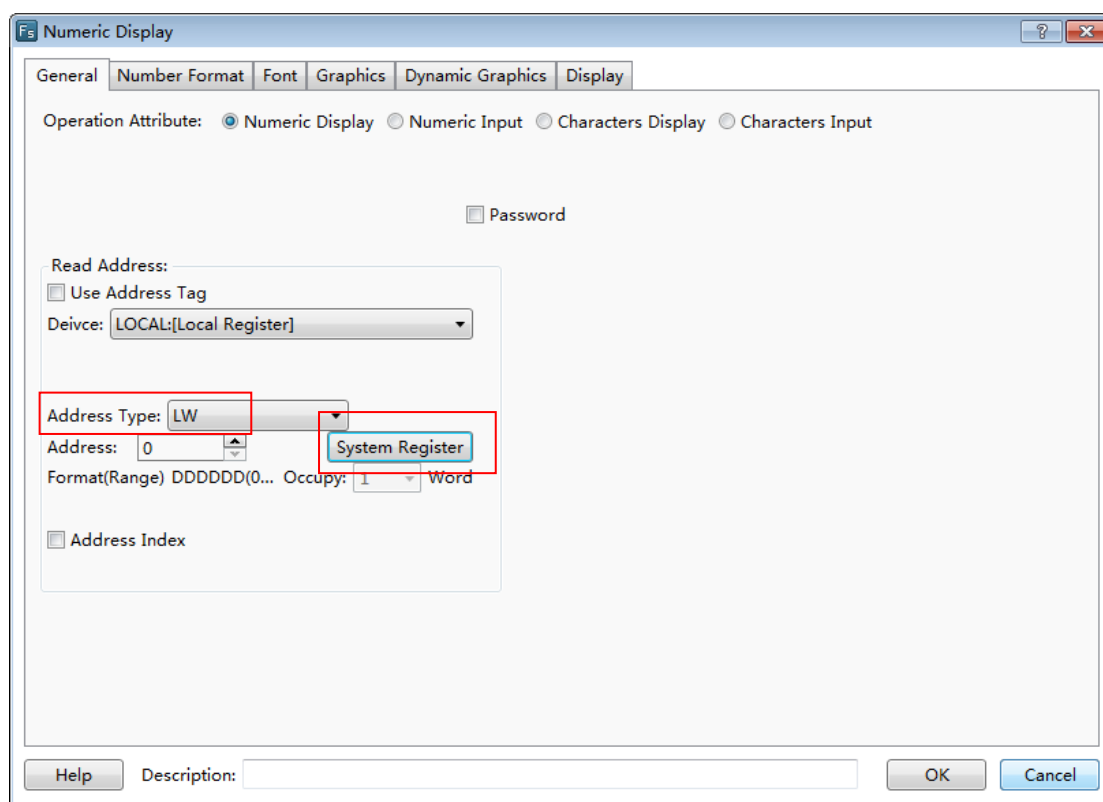 Fs Numeric Display
General Number Format Font Graphics Dynamic Graphics Display
Operation Attribute: Numeric Display Numeric Input Characters Display Characters Input
Password
Read Address:
Use Address Tag
Deivce: LOCAL:[Local Register]
Address Type: LW
Address: 0 System Register
Format(Range) DDDDDD(0... Occupy: 1 Word
Address Index
Help Description: OK Cancel